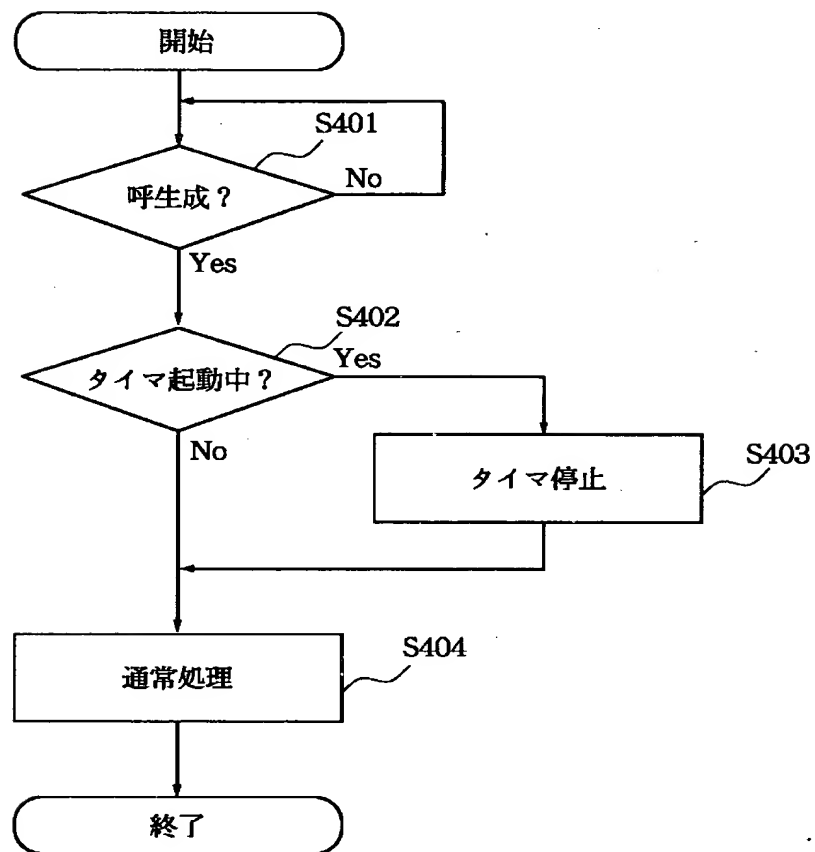 開始
S401
呼生成？
No
Yes
S402
タイマ起動中？
Yes
No
タイマ停止
S403
通常処理
S404
終了